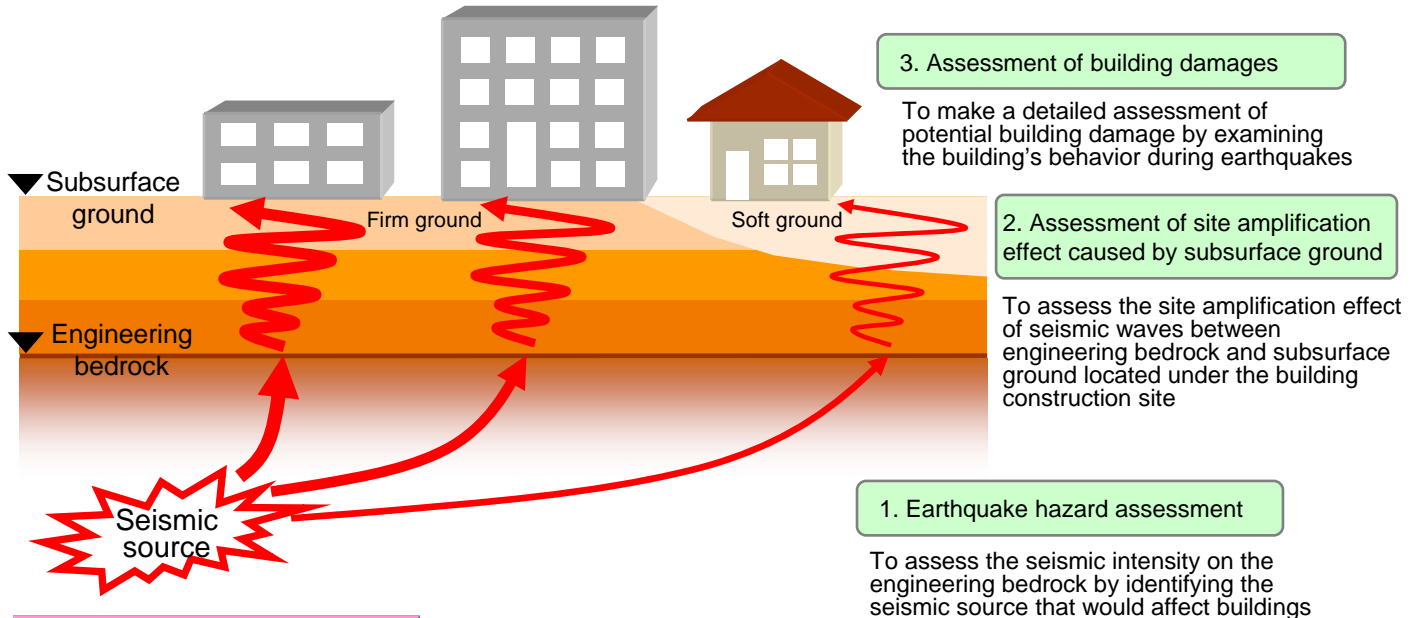 3. Assessment of building damages
To make a detailed assessment of
potential building damage by examining
the building's behavior during earthquakes
Subsurface
ground
Firm ground
Soft ground
2. Assessment of site amplification
effect caused by subsurface ground
To assess the site amplification effect
of seismic waves between
engineering bedrock and subsurface
ground located under the building
construction site
Engineering
bedrock
Seismic
source
1. Earthquake hazard assessment
To assess the seismic intensity on the
engineering bedrock by identifying the
seismic source that would affect buildings